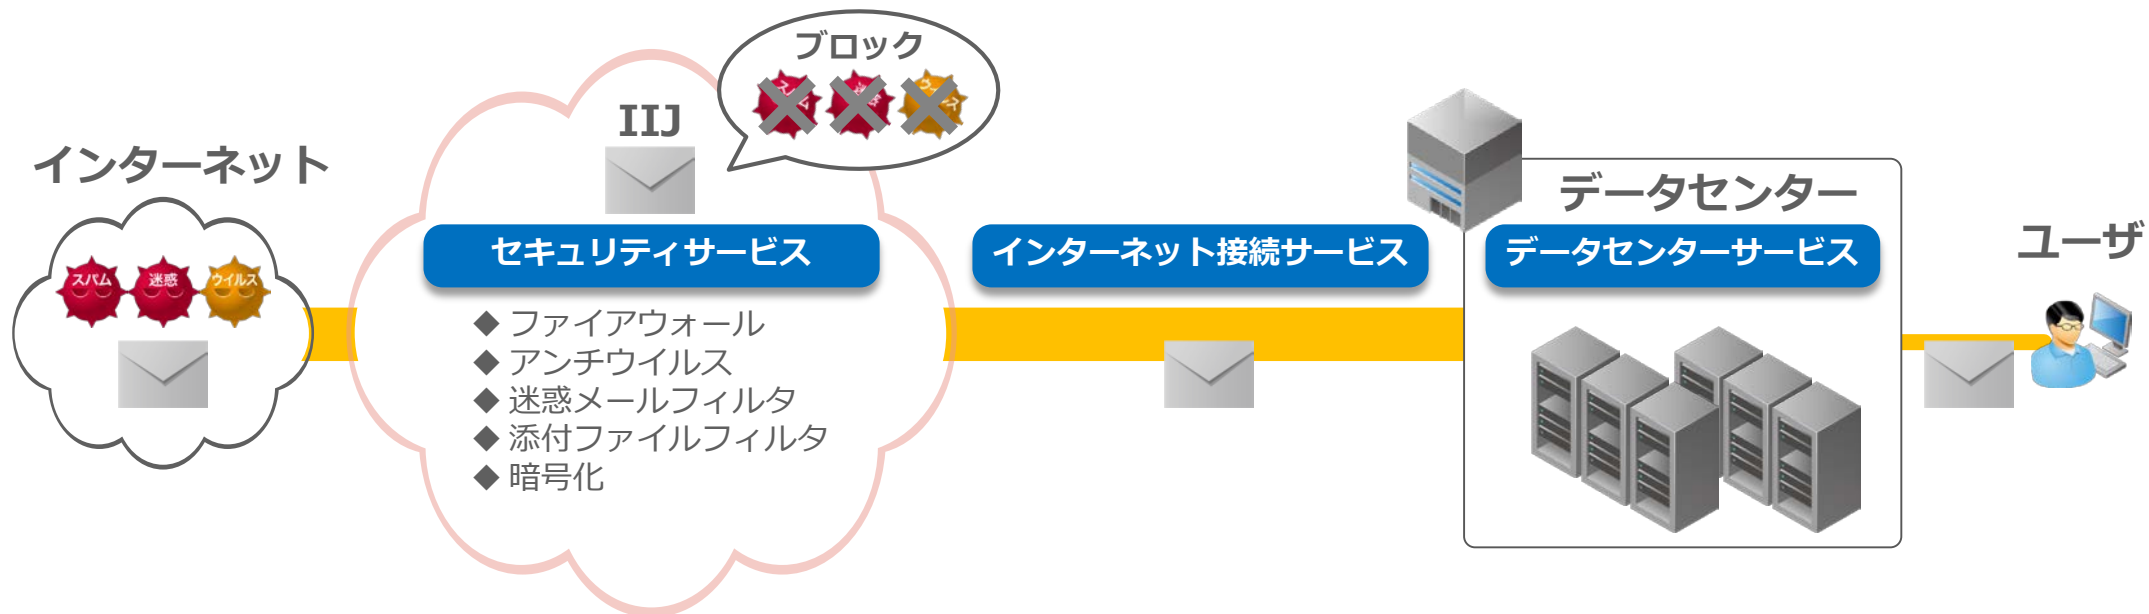 インターネット
スパム
迷惑
ウイルス
IIJ
ブロック
セキュリティサービス
◆ ファイアウォール
◆ アンチウイルス
◆ 迷惑メールフィルタ
◆ 添付ファイルフィルタ
◆ 暗号化
インターネット接続サービス
データセンター
データセンターサービス
ユーザ